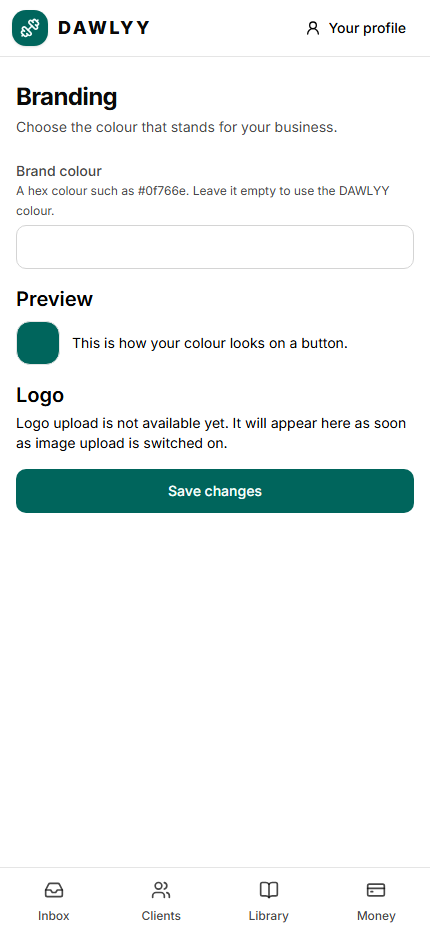 DAWLYY
Your profile
Branding
Choose the colour that stands for your business.
Brand colour
A hex colour such as #0f766e. Leave it empty to use the DAWLYY
colour.
Preview
This is how your colour looks on a button.
Logo
Logo upload is not available yet. It will appear here as soon
as image upload is switched on.
Save changes
Inbox
Clients
Library
Money